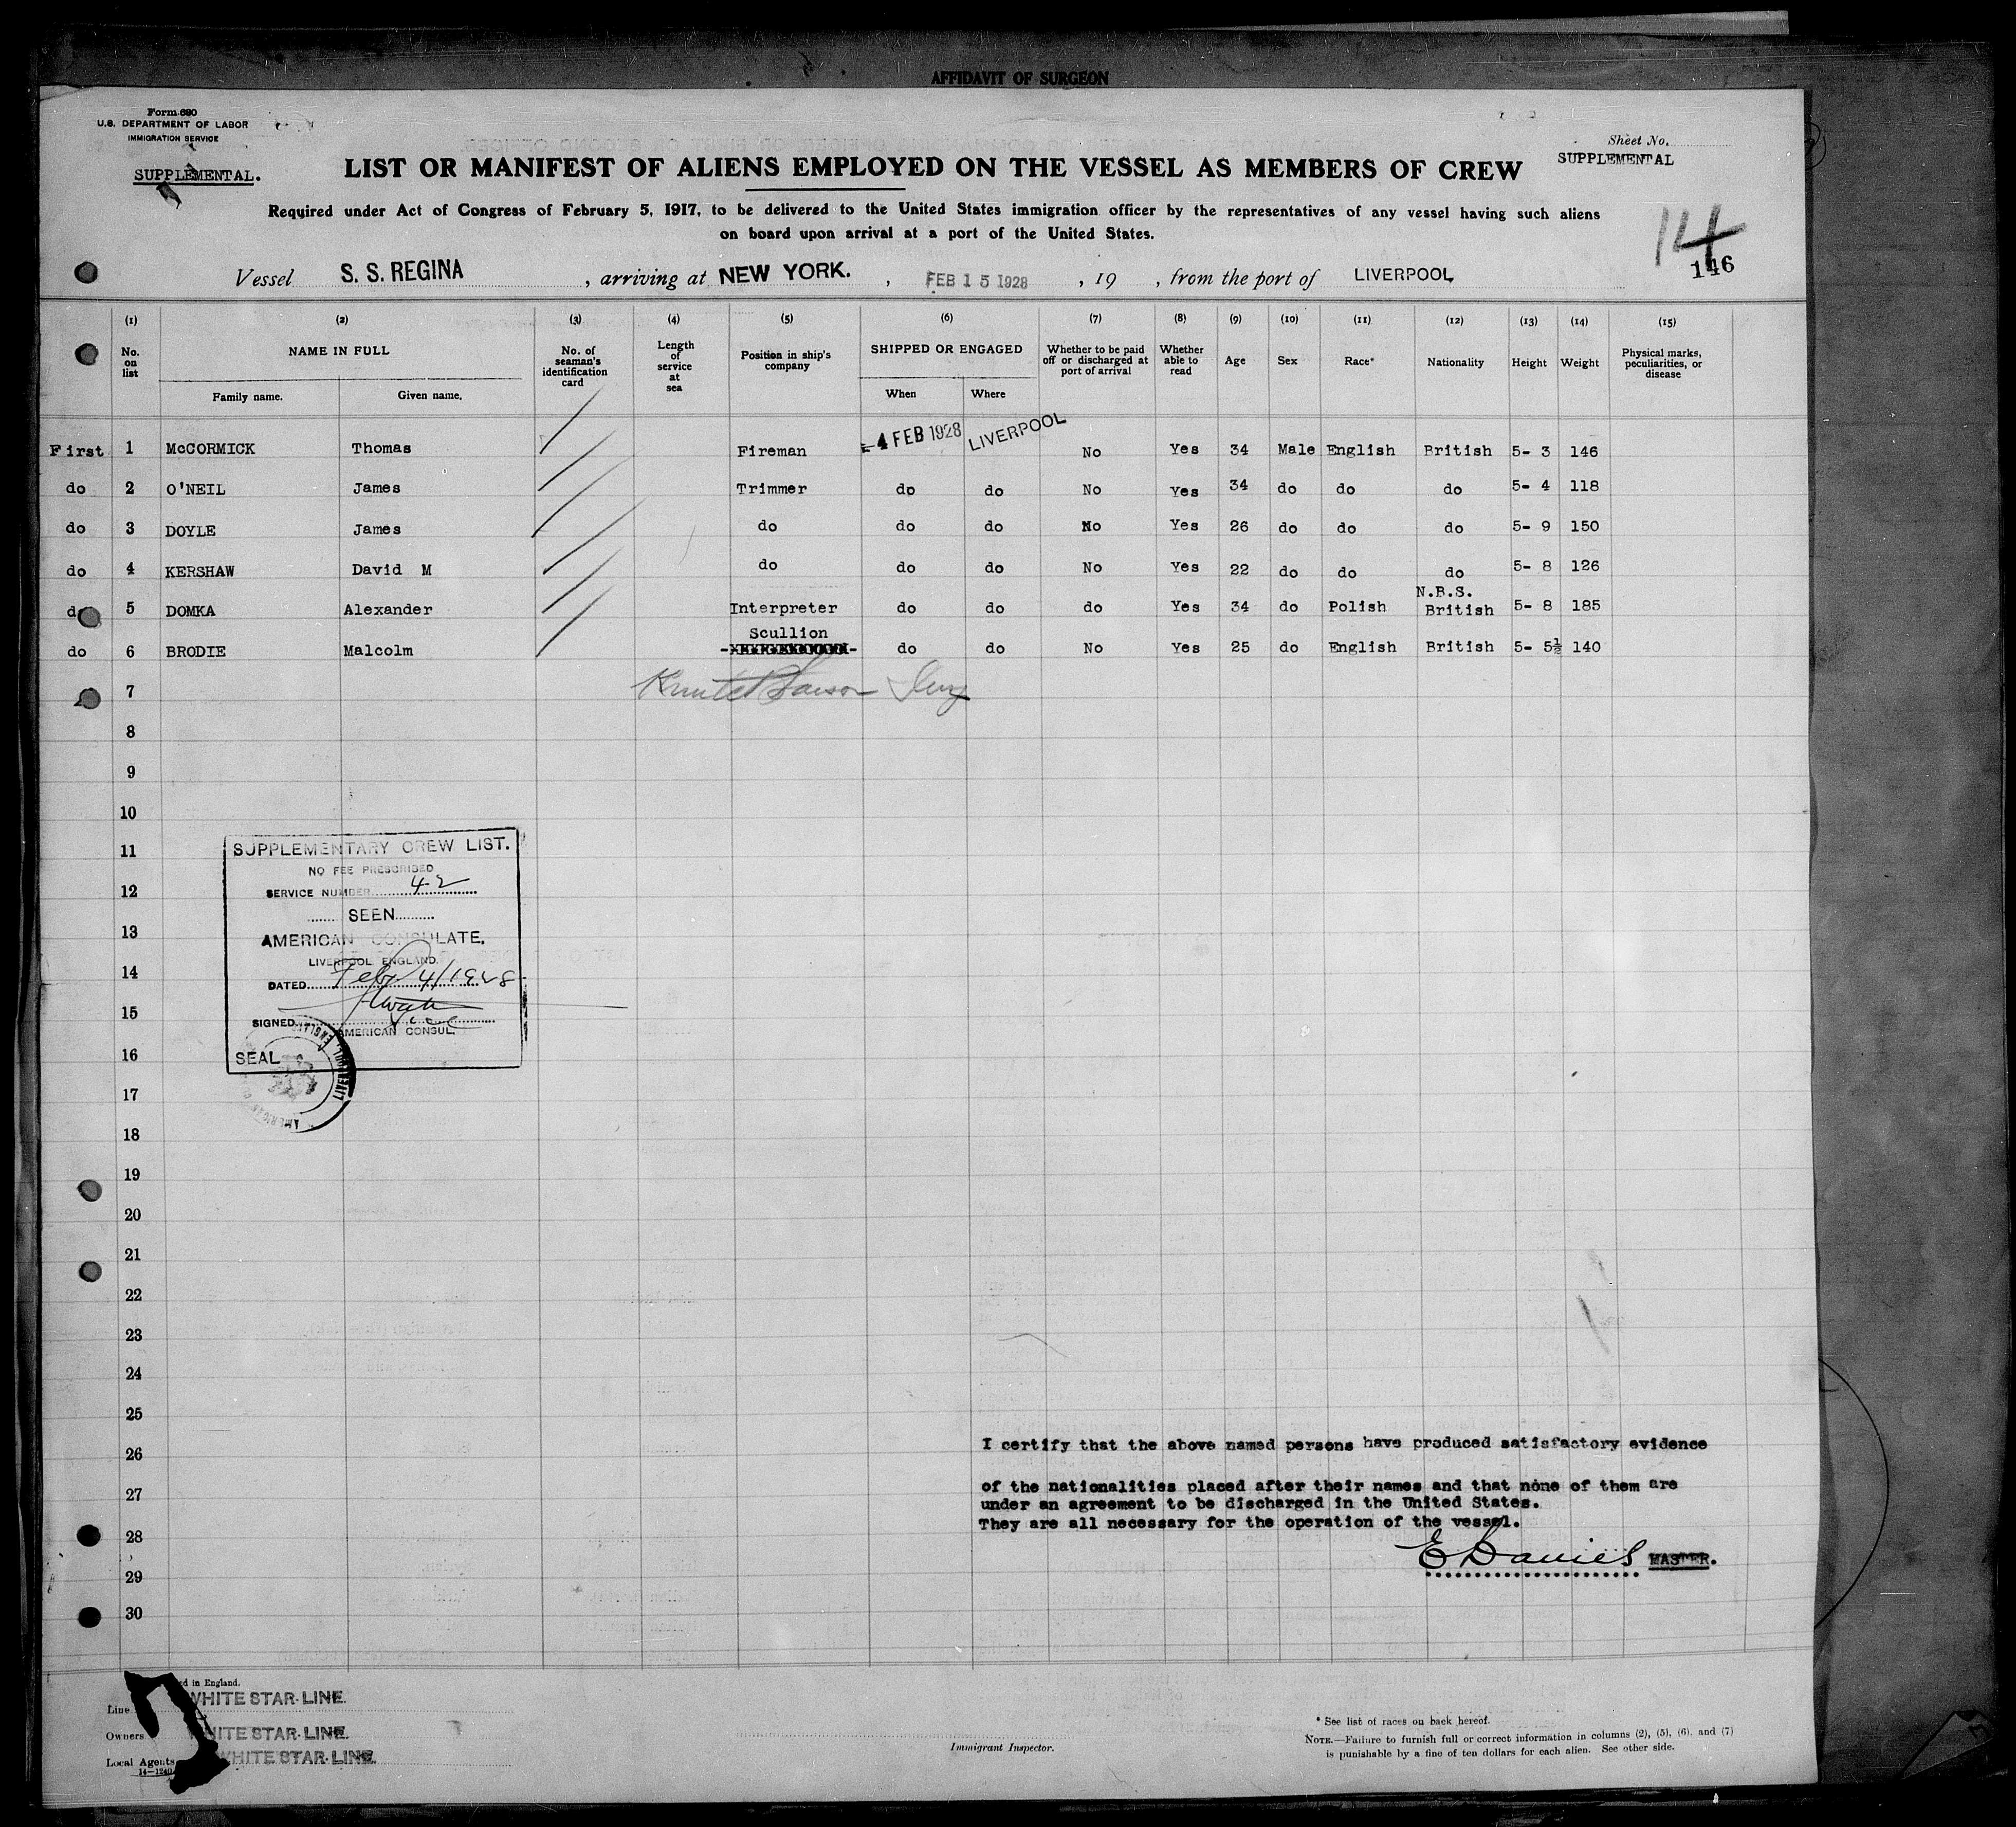 AFFIDAVIT OF SURGEON
Form 680
U.S. DEPARTMENT OF LABOR
IMMIGRATION SERVICE
SUPPLEMENTAL.
Sheet No.
SUPPLEMENTAL
LIST OR MANIFEST OF ALIENS EMPLOYED ON THE VESSEL AS MEMBERS OF CREW
Required under Act of Congress of February 5, 1917, to be delivered to the United States immigration officer by the representatives of any vessel having such aliens
on board upon arrival at a port of the United States.
14
146
Vessel S. S. REGINA, arriving at NEW YORK., FEB 15 1928, 19 , from the port of LIVERPOOL
(1) (2) (3) (4) (5) (6) (7) (8) (9) (10) (11) (12) (13) (14) (15)
No. on list NAME IN FULL No. of seaman's identification card Length of service at sea Position in ship's company SHIPPED OR ENGAGED Whether to be paid off or discharged at port of arrival Whether able to read Age Sex Race* Nationality Height Weight Physical marks, peculiarities, or disease
Family name. Given name. When Where
First 1 McCORMICK Thomas Fireman -4 FEB 1928 LIVERPOOL No Yes 34 Male English British 5- 3 146
do 2 O'NEIL James Trimmer do do No Yes 34 do do do 5- 4 118
do 3 DOYLE James do do do No Yes 26 do do do 5- 9 150
do 4 KERSHAW David M do do do No Yes 22 do do do 5- 8 126
do 5 DOMKA Alexander Interpreter do do do Yes 34 do Polish N.B.S. British 5- 8 185
do 6 BRODIE Malcolm Scullion do do No Yes 25 do English British 5- 5½ 140
7
8
9
10
11
12
13
14
15
16
17
18
19
20
21
22
23
24
25
26
27
28
29
30
SUPPLEMENTARY CREW LIST.
NO FEE PRESCRIBED
SERVICE NUMBER 42
SEEN
AMERICAN CONSULATE.
LIVERPOOL ENGLAND.
DATED Feby 4/1928
SIGNED
Vice AMERICAN CONSUL.
SEAL
I certify that the above named persons have produced satisfactory evidence
of the nationalities placed after their names and that none of them are
under an agreement to be discharged in the United States.
They are all necessary for the operation of the vessel.
E Davies MASTER.
d in England.
Line WHITE STAR LINE.
Owners WHITE STAR LINE.
Local Agents WHITE STAR LINE.
14—1240
Immigrant Inspector.
* See list of races on back hereof.
NOTE.—Failure to furnish full or correct information in columns (2), (5), (6), and (7)
is punishable by a fine of ten dollars for each alien. See other side.